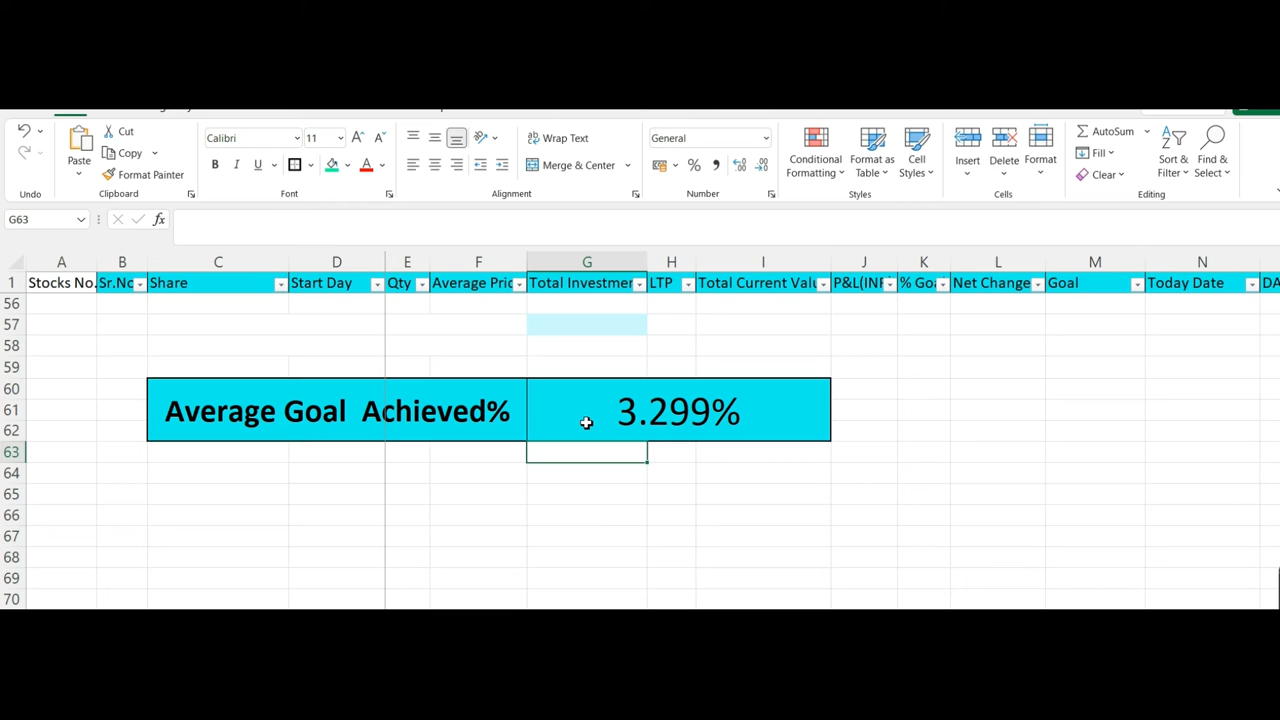 Cut
Calibri
11
Wrap Text
General
AutoSum
Paste
Copy
Format Painter
B I U
A
Merge & Center
%
Conditional Formatting
Format as Table
Cell Styles
Insert
Delete
Format
Fill
Clear
Sort & Filter
Find & Select
Undo
Clipboard
Font
Alignment
Number
Styles
Cells
Editing
G63
fx
A B C D E F G H I J K L M N O
1 Stocks No. Sr.No Share Start Day Qty Average Pric Total Investmer LTP Total Current Valu P&L(INF % Goa Net Change Goal Today Date DA
56
57
58
59
60
61 Average Goal Achieved% 3.299%
62
63
64
65
66
67
68
69
70